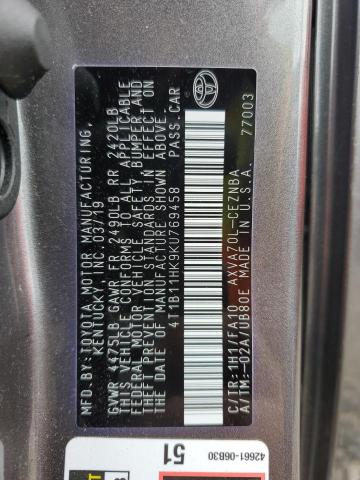 MFD. BY: TOYOTA MOTOR MANUFACTURING,
KENTUCKY, INC. 03/19
GVWR 4475LB GAWR FR 2490LB RR 2420LB
THIS VEHICLE CONFORMS TO ALL APPLICABLE
FEDERAL MOTOR VEHICLE SAFETY, BUMPER AND
THEFT PREVENTION STANDARDS IN EFFECT ON
THE DATE OF MANUFACTURE SHOWN ABOVE.
4T1B11HK9KU769458 PASS.CAR
C/TR:1H1/FA10 AXVA70L-CEZNBA
A/TM:-02A/UB80E MADE IN U.S.A.
77003
TOYOTA
51
42661-06B30